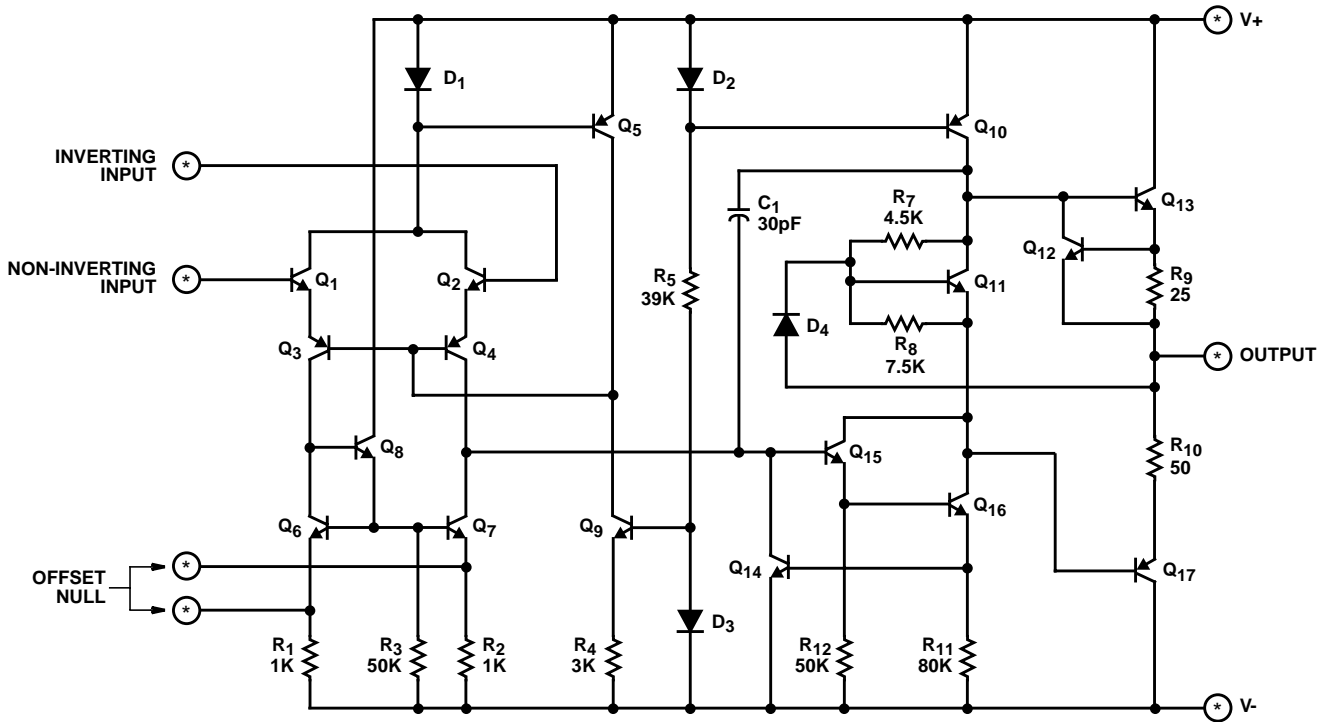 V+
D1
D2
Q5
Q10
INVERTING
INPUT
C1
30pF
R7
4.5K
Q13
Q12
NON-INVERTING
INPUT
Q1
Q2
R5
39K
Q11
R9
25
D4
R8
7.5K
Q3
Q4
OUTPUT
Q8
Q15
R10
50
Q6
Q7
Q9
Q16
Q14
Q17
OFFSET
NULL
D3
R1
1K
R3
50K
R2
1K
R4
3K
R12
50K
R11
80K
V-